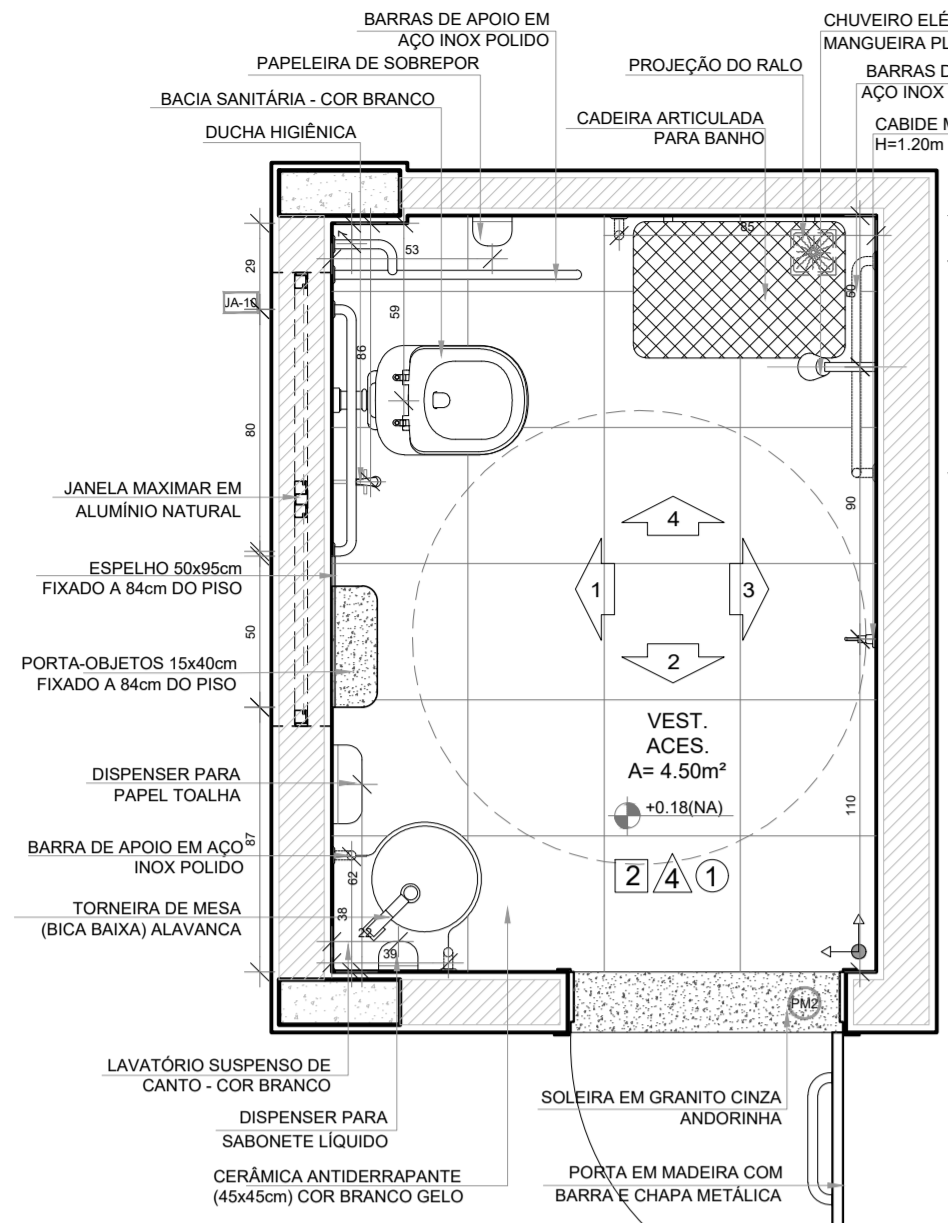 BARRAS DE APOIO EM
AÇO INOX POLIDO
PAPELEIRA DE SOBREPOR
BACIA SANITÁRIA - COR BRANCO
DUCHA HIGIÊNICA
PROJEÇÃO DO RALO
CADEIRA ARTICULADA
PARA BANHO
CHUVEIRO
MANGUEIRA
BARRAS
AÇO INOX
CABIDE
H=1.20m
7
53
85
29
JA-10
59
60
86
80
JANELA MAXIMAR EM
ALUMÍNIO NATURAL
90
4
1
3
2
ESPELHO 50x95cm
FIXADO A 84cm DO PISO
50
PORTA-OBJETOS 15x40cm
FIXADO A 84cm DO PISO
VEST.
ACES.
A= 4.50m²
+0.18(NA)
110
2 4 1
DISPENSER PARA
PAPEL TOALHA
87
BARRA DE APOIO EM AÇO
INOX POLIDO
62
38
22
39
TORNEIRA DE MESA
(BICA BAIXA) ALAVANCA
PM2
LAVATÓRIO SUSPENSO DE
CANTO - COR BRANCO
DISPENSER PARA
SABONETE LÍQUIDO
CERÂMICA ANTIDERRAPANTE
(45x45cm) COR BRANCO GELO
SOLEIRA EM GRANITO CINZA
ANDORINHA
PORTA EM MADEIRA COM
BARRA E CHAPA METÁLICA